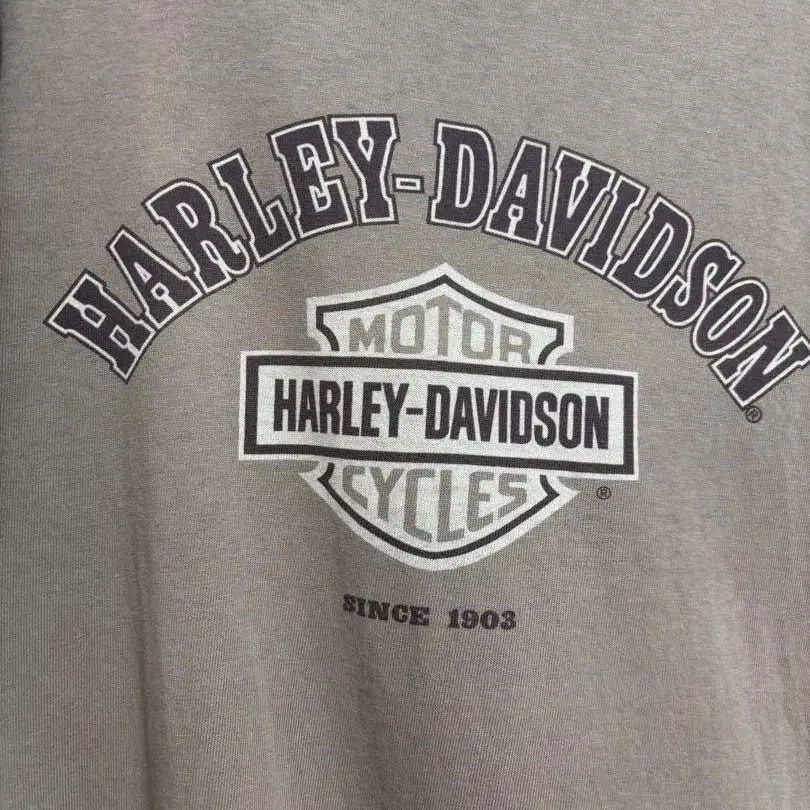 HARLEY-DAVIDSON®
MOTOR
HARLEY-DAVIDSON
CYCLES®
SINCE 1903